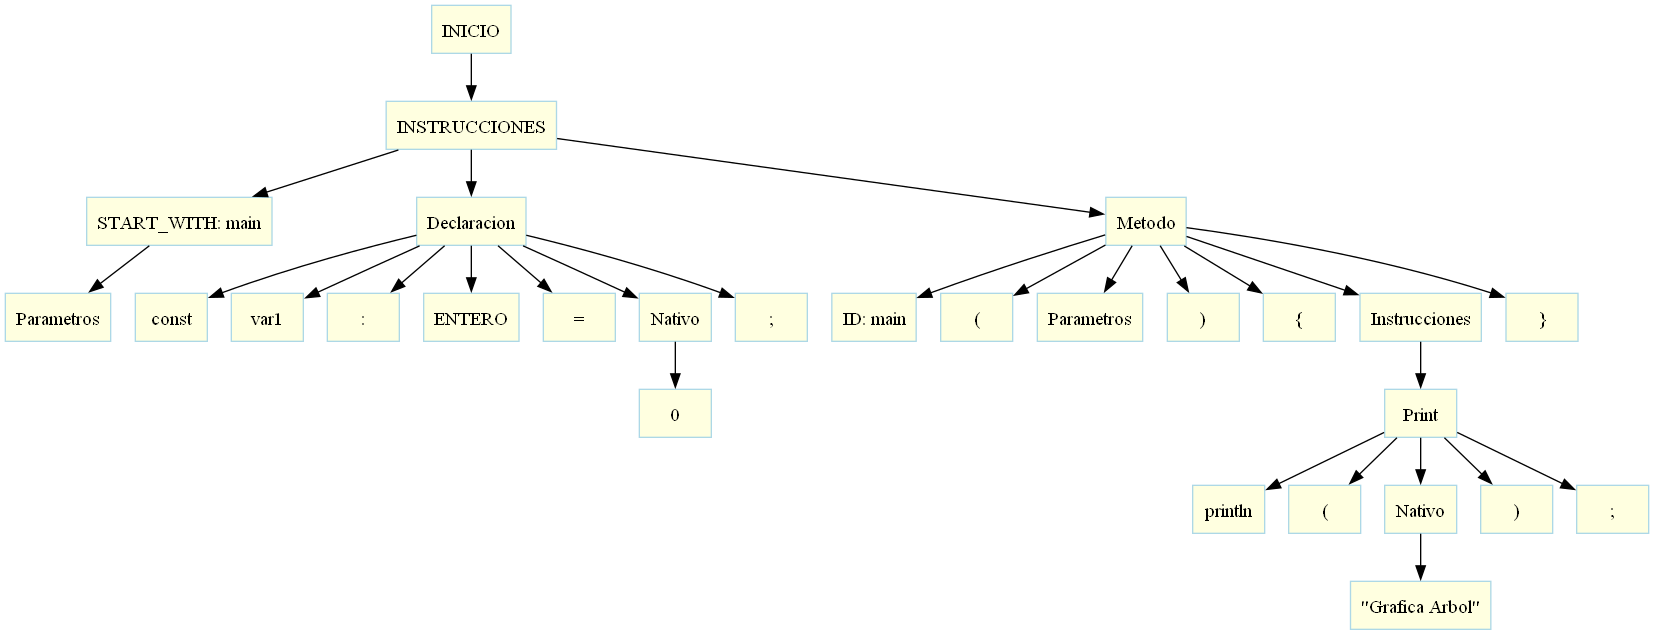 INICIO
INSTRUCCIONES
START_WITH: main
Declaracion
Metodo
Parametros
const
var1
:
ENTERO
=
Nativo
;
ID: main
(
Parametros
)
{
Instrucciones
}
0
Print
println
(
Nativo
)
;
"Grafica Arbol"